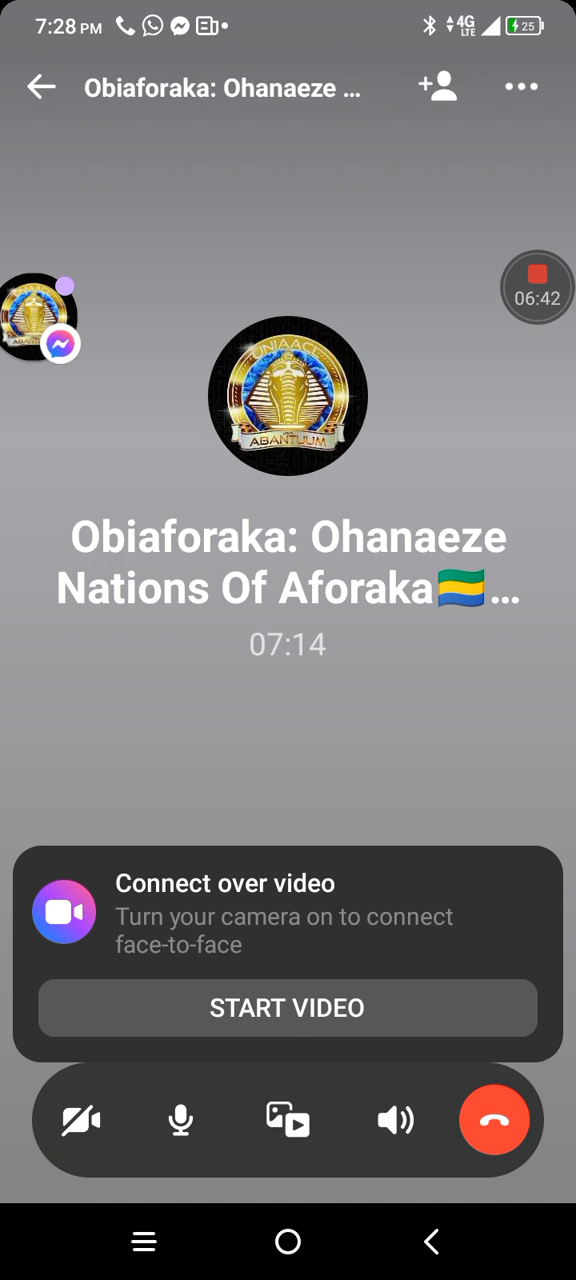 7:28 PM
4G
LTE
25
Obiaforaka: Ohanaeze ...
06:42
UNIAACE
ABANTUUM
Obiaforaka: Ohanaeze
Nations Of Aforaka🇬🇦...
07:14
Connect over video
Turn your camera on to connect
face-to-face
START VIDEO